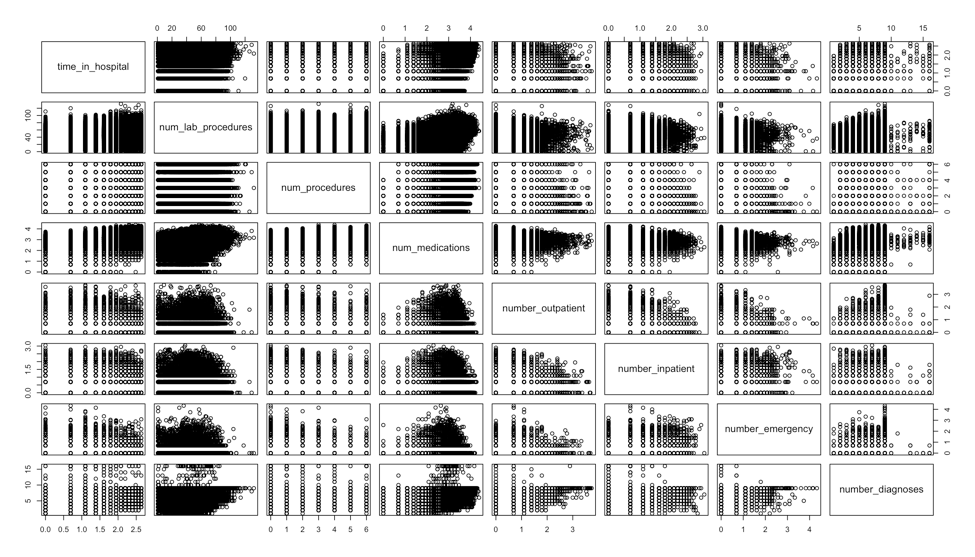 0 20 60 100
0 1 2 3 4
0.0 1.0 2.0 3.0
5 10 15
time_in_hospital
0.0 1.0 2.0 3.0
num_lab_procedures
0 40 60 100
num_procedures
0 2 4 6
num_medications
0 1 2 3 4
number_outpatient
0 1 2 3
number_inpatient
0.0 1.5 3.0
number_emergency
0 1 2 3 4
number_diagnoses
5 10 15
0.0 0.5 1.0 1.5 2.0 2.5
0 1 2 3 4 5 6
0 1 2 3
0 1 2 3 4